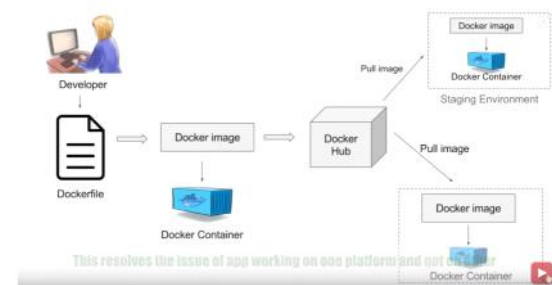 Developer
Dockerfile
Docker image
Docker Container
Docker
Hub
Pull image
Docker image
Docker Container
Staging Environment
Pull image
Docker image
Docker Container
This resolves the issue of app working on one platform and not on